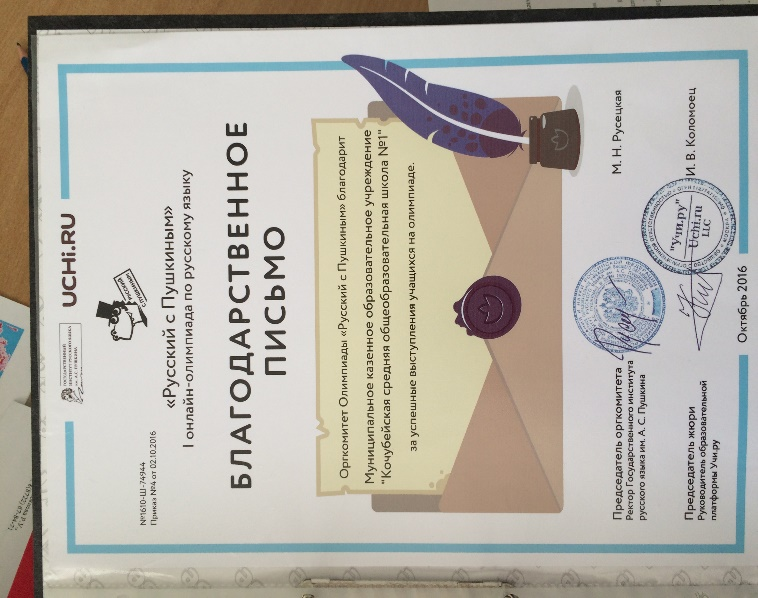 ГОСУДАРСТВЕННЫЙ
UCHi.RU
№1610-Ш-74944
Приказ №4 от 02.10.2016
«Русский с Пушкиным»
I онлайн-олимпиада по русскому языку
БЛАГОДАРСТВЕННОЕ
ПИСЬМО
Оргкомитет Олимпиады «Русский с Пушкиным» благодарит
Муниципальное казенное образовательное учреждение
"Кочубейская средняя общеобразовательная школа №1"
за успешные выступления учащихся на олимпиаде.
Председатель оргкомитета
Ректор Государственного института
русского языка им. А. С. Пушкина
М. Н. Русецкая
Председатель жюри
Руководитель образовательной
платформы Учи.ру
И. В. Коломоец
"Учи.ру"
Uchi.ru
LLC
Октябрь 2016